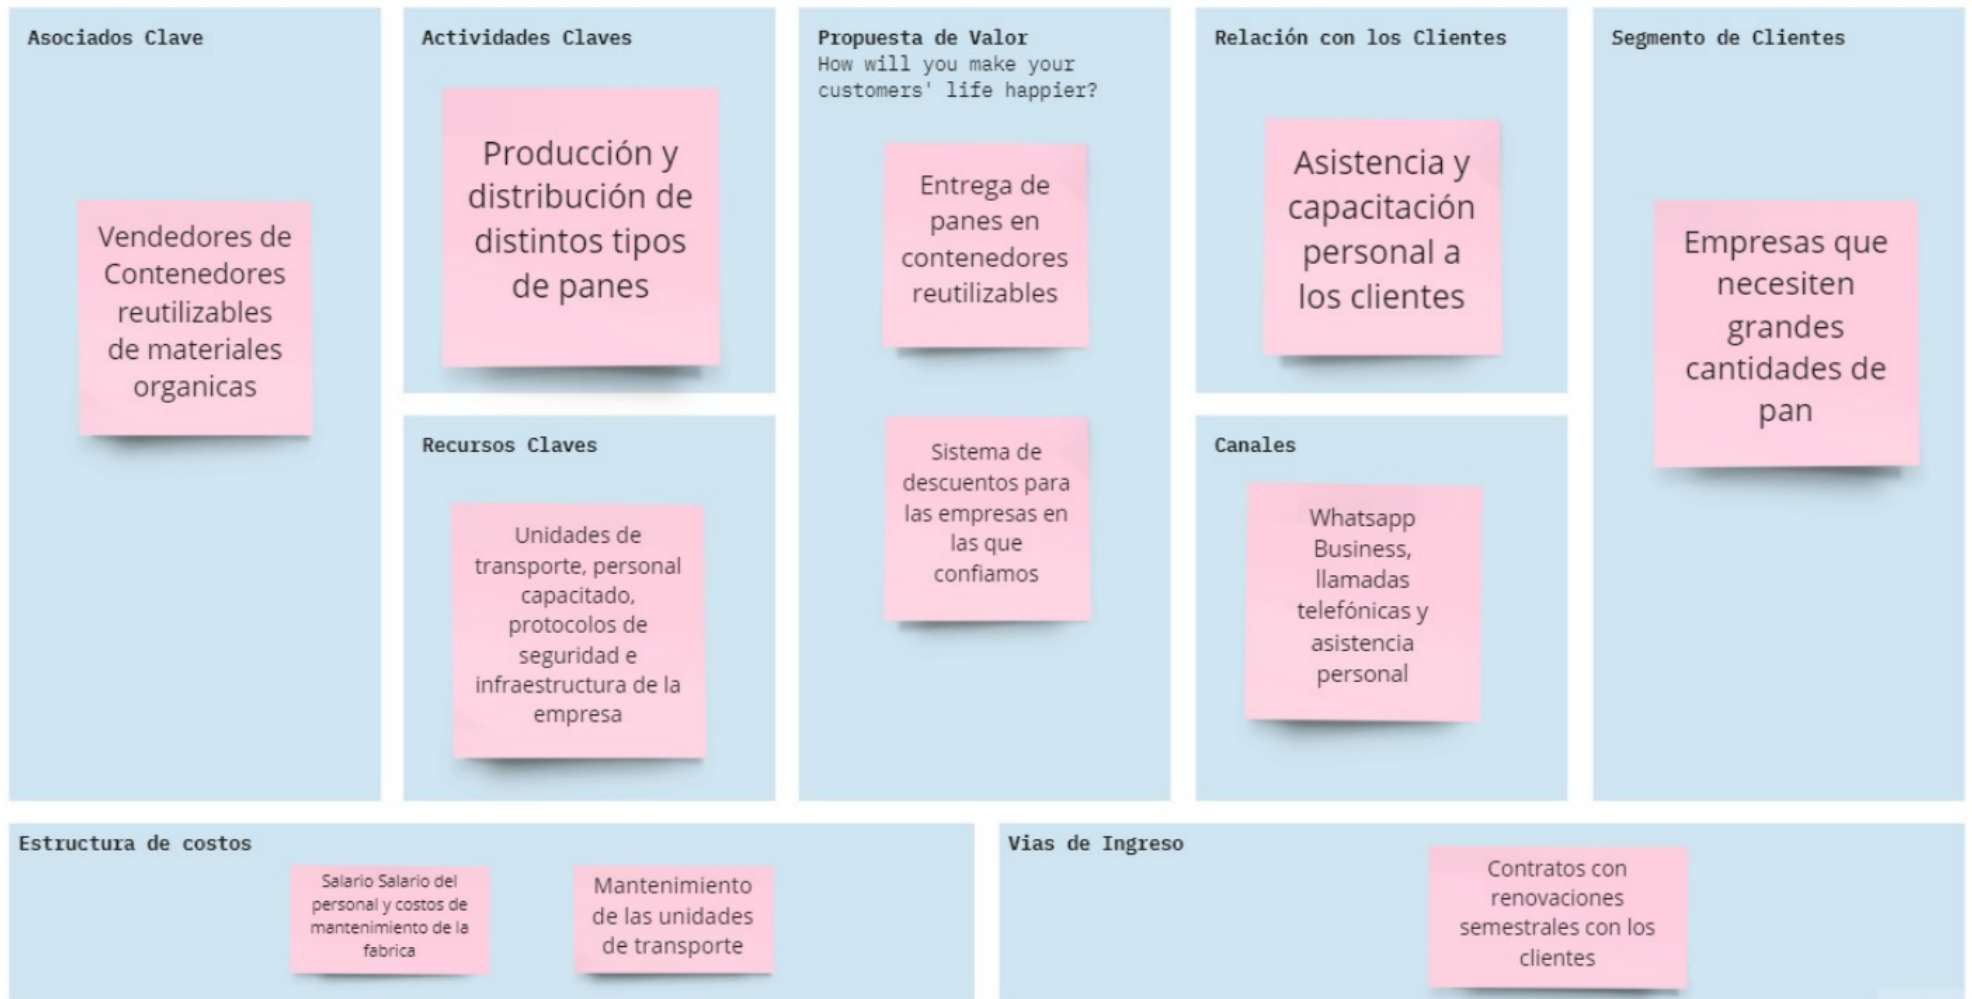 Asociados Clave
Vendedores de
Contenedores
reutilizables
de materiales
organicas
Actividades Claves
Producción y
distribución de
distintos tipos
de panes
Recursos Claves
Unidades de
transporte, personal
capacitado,
protocolos de
seguridad e
infraestructura de la
empresa
Propuesta de Valor
How will you make your
customers' life happier?
Entrega de
panes en
contenedores
reutilizables
Sistema de
descuentos para
las empresas en
las que
confiamos
Relación con los Clientes
Asistencia y
capacitación
personal a
los clientes
Canales
Whatsapp
Business,
llamadas
telefónicas y
asistencia
personal
Segmento de Clientes
Empresas que
necesiten
grandes
cantidades de
pan
Estructura de costos
Salario Salario del
personal y costos de
mantenimiento de la
fabrica
Mantenimiento
de las unidades
de transporte
Vias de Ingreso
Contratos con
renovaciones
semestrales con los
clientes